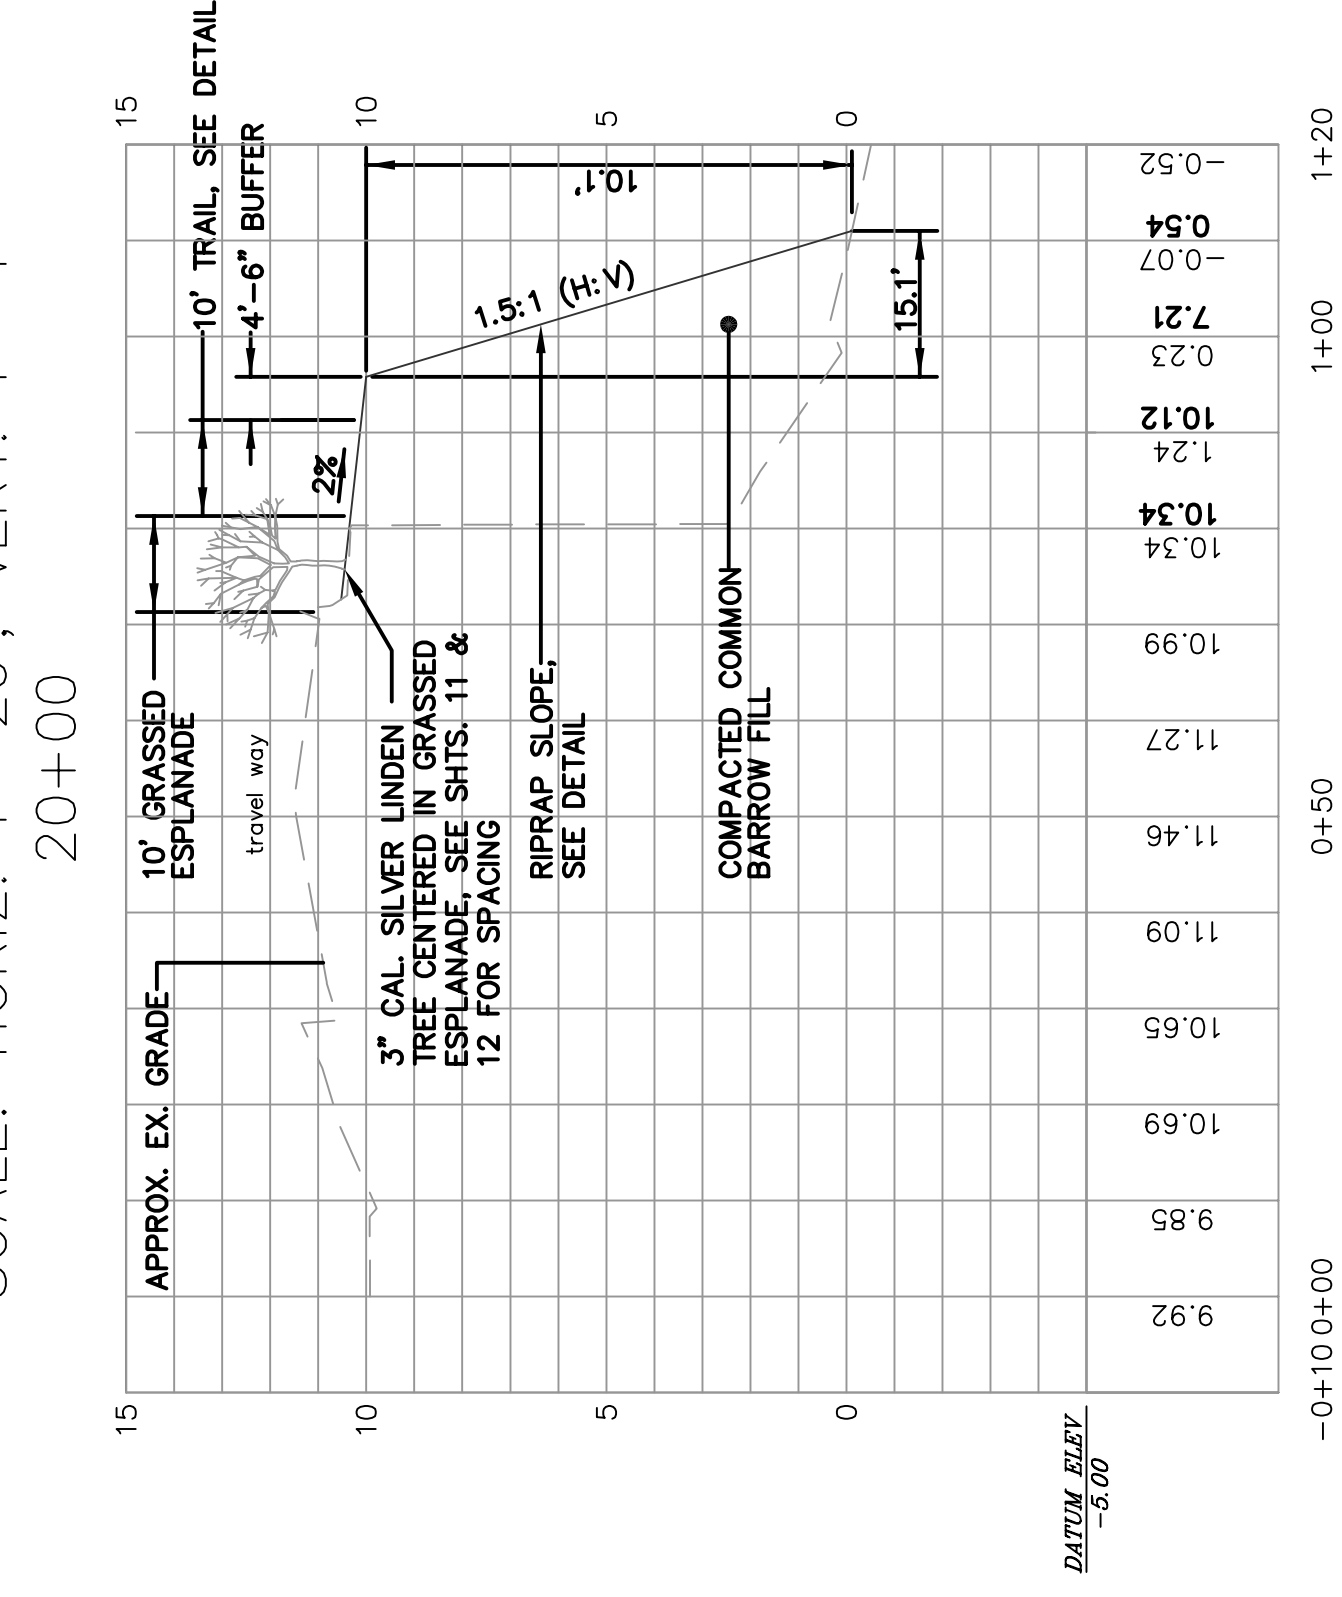 20+00
15
10
5
0
15
10
5
0
10' TRAIL, SEE DETAIL
4'-6" BUFFER
10' GRASSED
ESPLANADE
travel way
APPROX. EX. GRADE
2%
1.5:1 (H:V)
10.1'
15.1'
3" CAL. SILVER LINDEN
TREE CENTERED IN GRASSED
ESPLANADE, SEE SHTS. 11 &
12 FOR SPACING
RIPRAP SLOPE,
SEE DETAIL
COMPACTED COMMON
BARROW FILL
DATUM ELEV
-5.00
9.92
9.85
10.69
10.65
11.09
11.46
11.27
10.99
10.34
10.34
1.24
10.12
0.23
7.21
-0.07
0.54
-0.52
-0+10
0+00
0+50
1+00
1+20